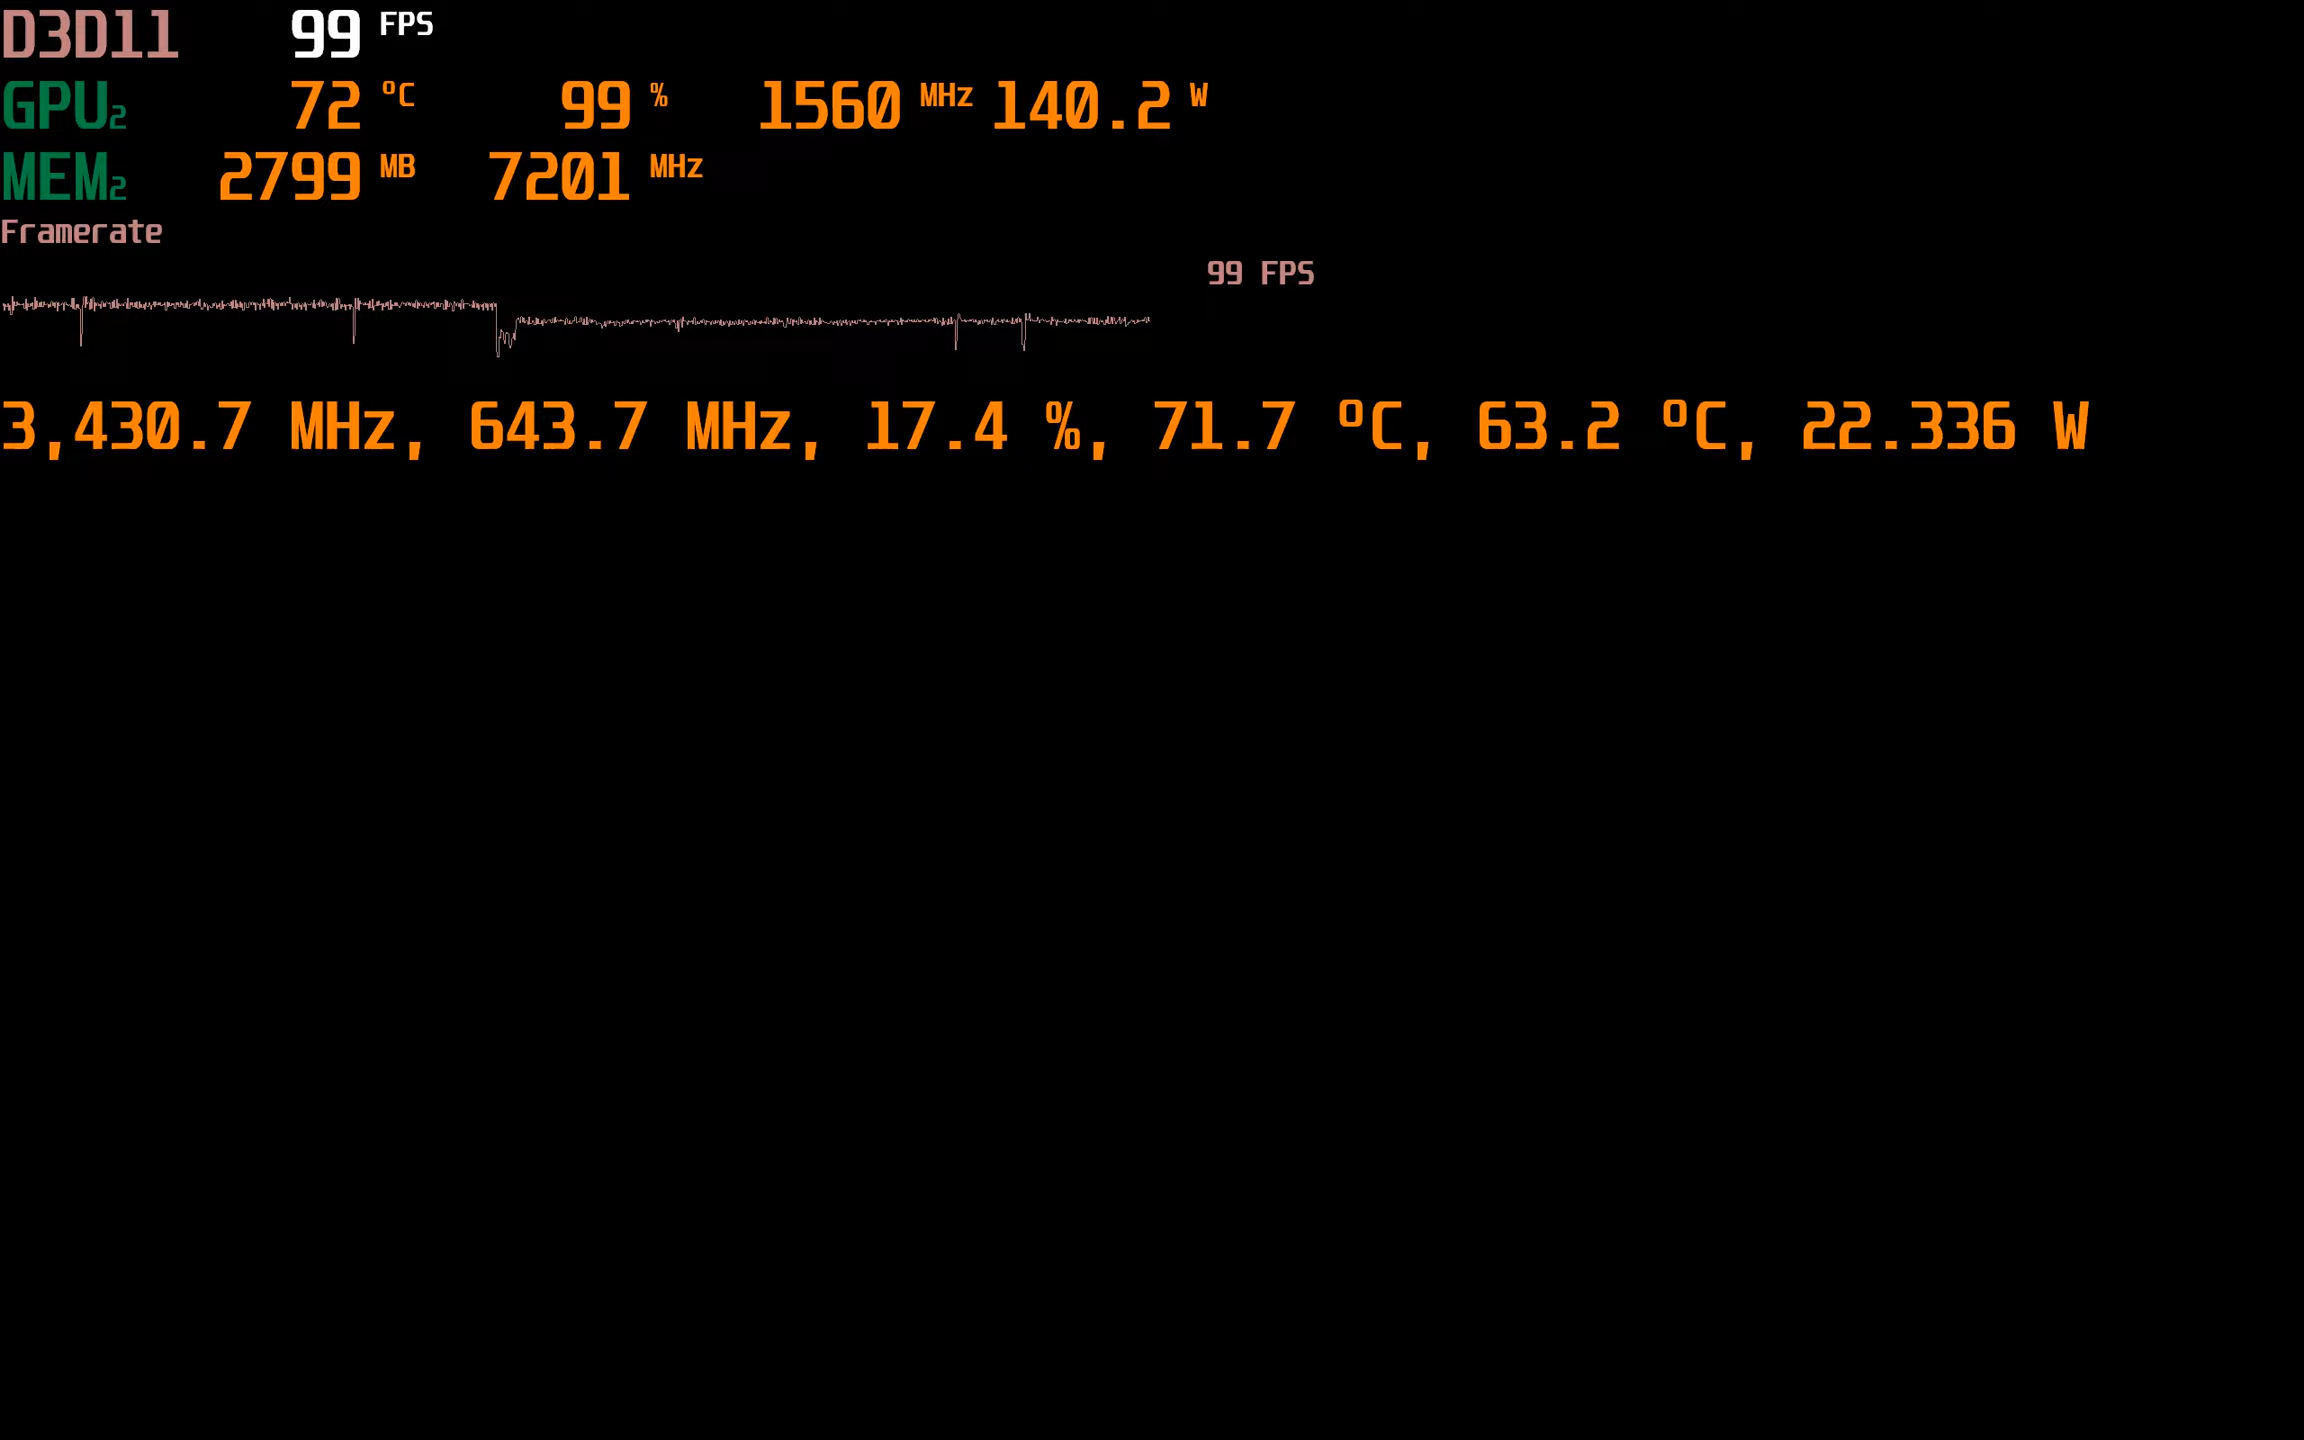 D3D11 99 FPS
GPU2 72 °C 99 % 1560 MHz 140.2 W
MEM2 2799 MB 7201 MHz
Framerate
99 FPS
3,430.7 MHz, 643.7 MHz, 17.4 %, 71.7 °C, 63.2 °C, 22.336 W